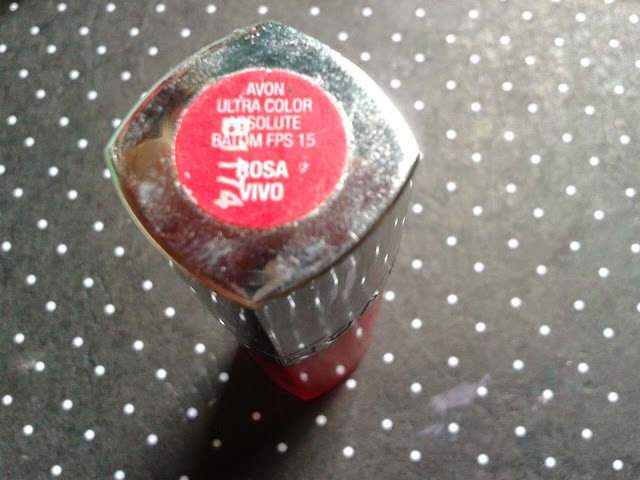 AVON
ULTRA COLOR
ABSOLUTE
BATOM FPS 15
ROSA
VIVO